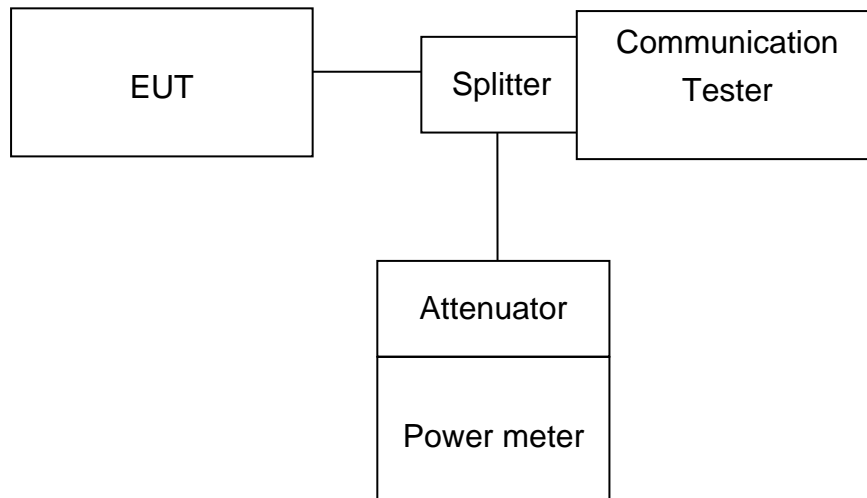 EUT
Splitter
Communication
Tester
Attenuator
Power meter